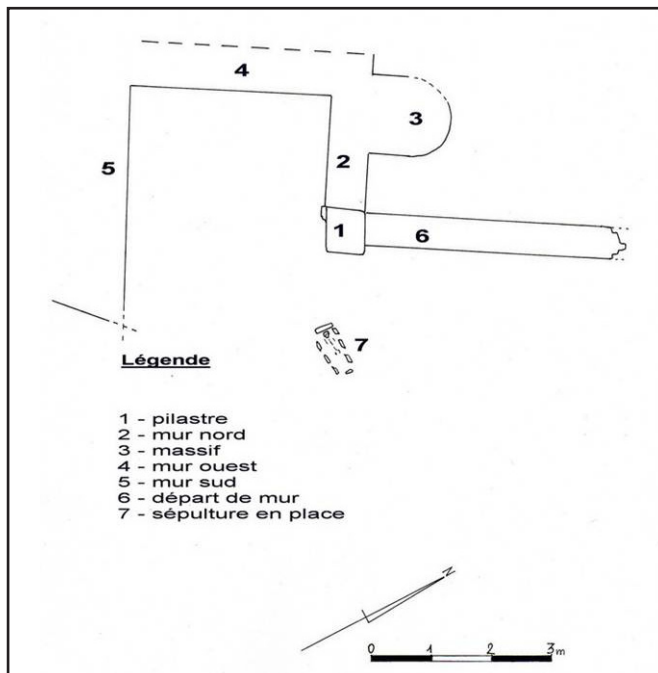 4
3
5
2
1
6
7
Légende
1 - pilastre
2 - mur nord
3 - massif
4 - mur ouest
5 - mur sud
6 - départ de mur
7 - sépulture en place
N
0 1 2 3m